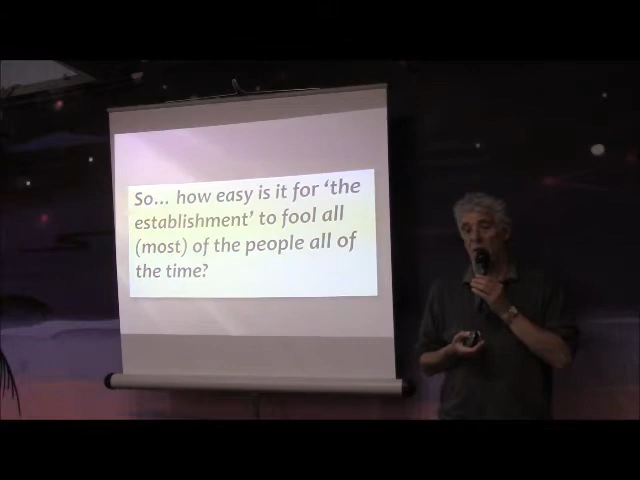 So... how easy is it for ‘the
establishment’ to fool all
(most) of the people all of
the time?